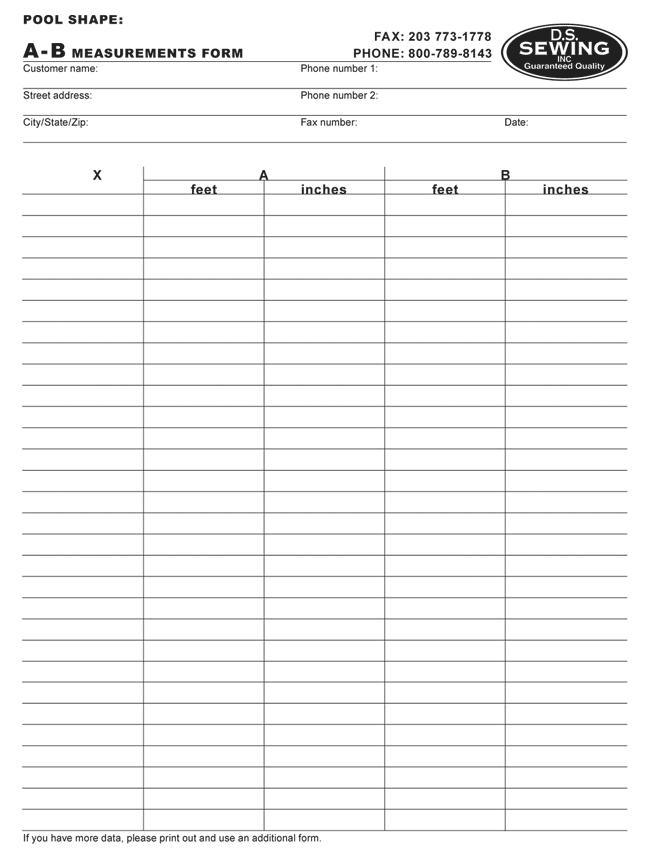 POOL SHAPE:
FAX: 203 773-1778
A-B MEASUREMENTS FORM PHONE: 800-789-8143
D.S.
SEWING
INC
Guaranteed Quality
Customer name: Phone number 1:
Street address: Phone number 2:
City/State/Zip: Fax number: Date:
X A B
feet inches feet inches
If you have more data, please print out and use an additional form.